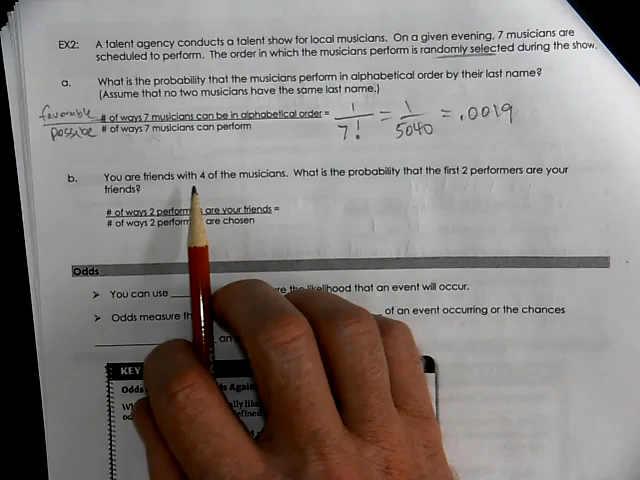 EX2: A talent agency conducts a talent show for local musicians. On a given evening, 7 musicians are
scheduled to perform. The order in which the musicians perform is randomly selected during the show.
a. What is the probability that the musicians perform in alphabetical order by their last name?
(Assume that no two musicians have the same last name.)
favorable # of ways 7 musicians can be in alphabetical order = 1 = 1 = .0019
possible # of ways 7 musicians can perform 7! 5040
b. You are friends with 4 of the musicians. What is the probability that the first 2 performers are your
friends?
# of ways 2 perform are your friends =
# of ways 2 perform are chosen
Odds
➢ You can use the likelihood that an event will occur.
➢ Odds measure of an event occurring or the chances
KEY
Odds